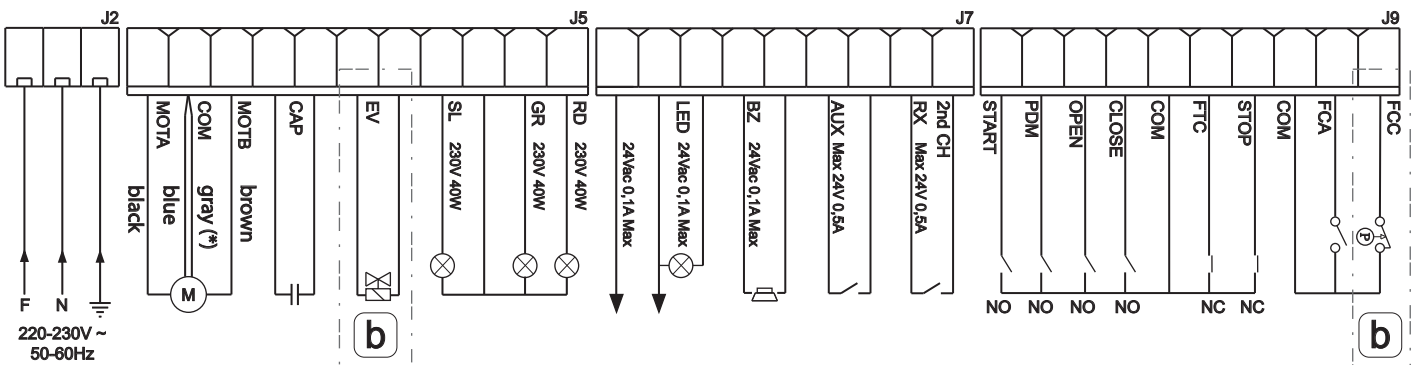 J2
J5
J7
J9
F
N
220-230V ~
50-60Hz
MOTA
COM
MOTB
black
blue
gray (*)
brown
M
CAP
EV
b
SL 230V 40W
GR 230V 40W
RD 230V 40W
24Vac 0,1A Max
LED 24Vac 0,1A Max
BZ 24Vac 0,1A Max
AUX Max 24V 0,5A
RX Max 24V 0,5A
2nd CH
START
PDM
OPEN
CLOSE
COM
FTC
STOP
COM
FCA
FCC
P
NO
NO
NO
NO
NC
NC
b